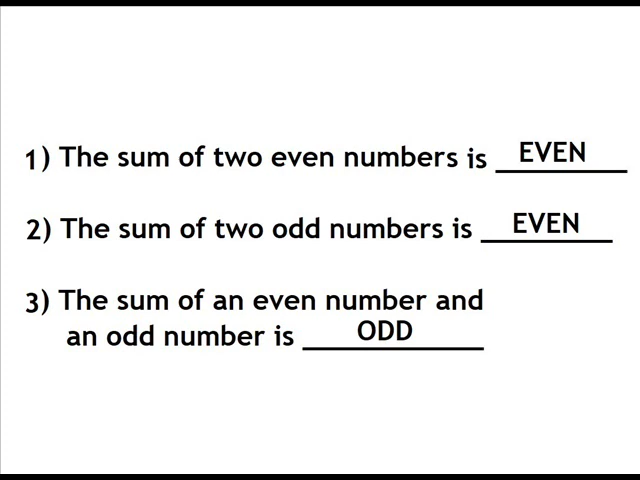 1) The sum of two even numbers is EVEN
2) The sum of two odd numbers is EVEN
3) The sum of an even number and
an odd number is ODD